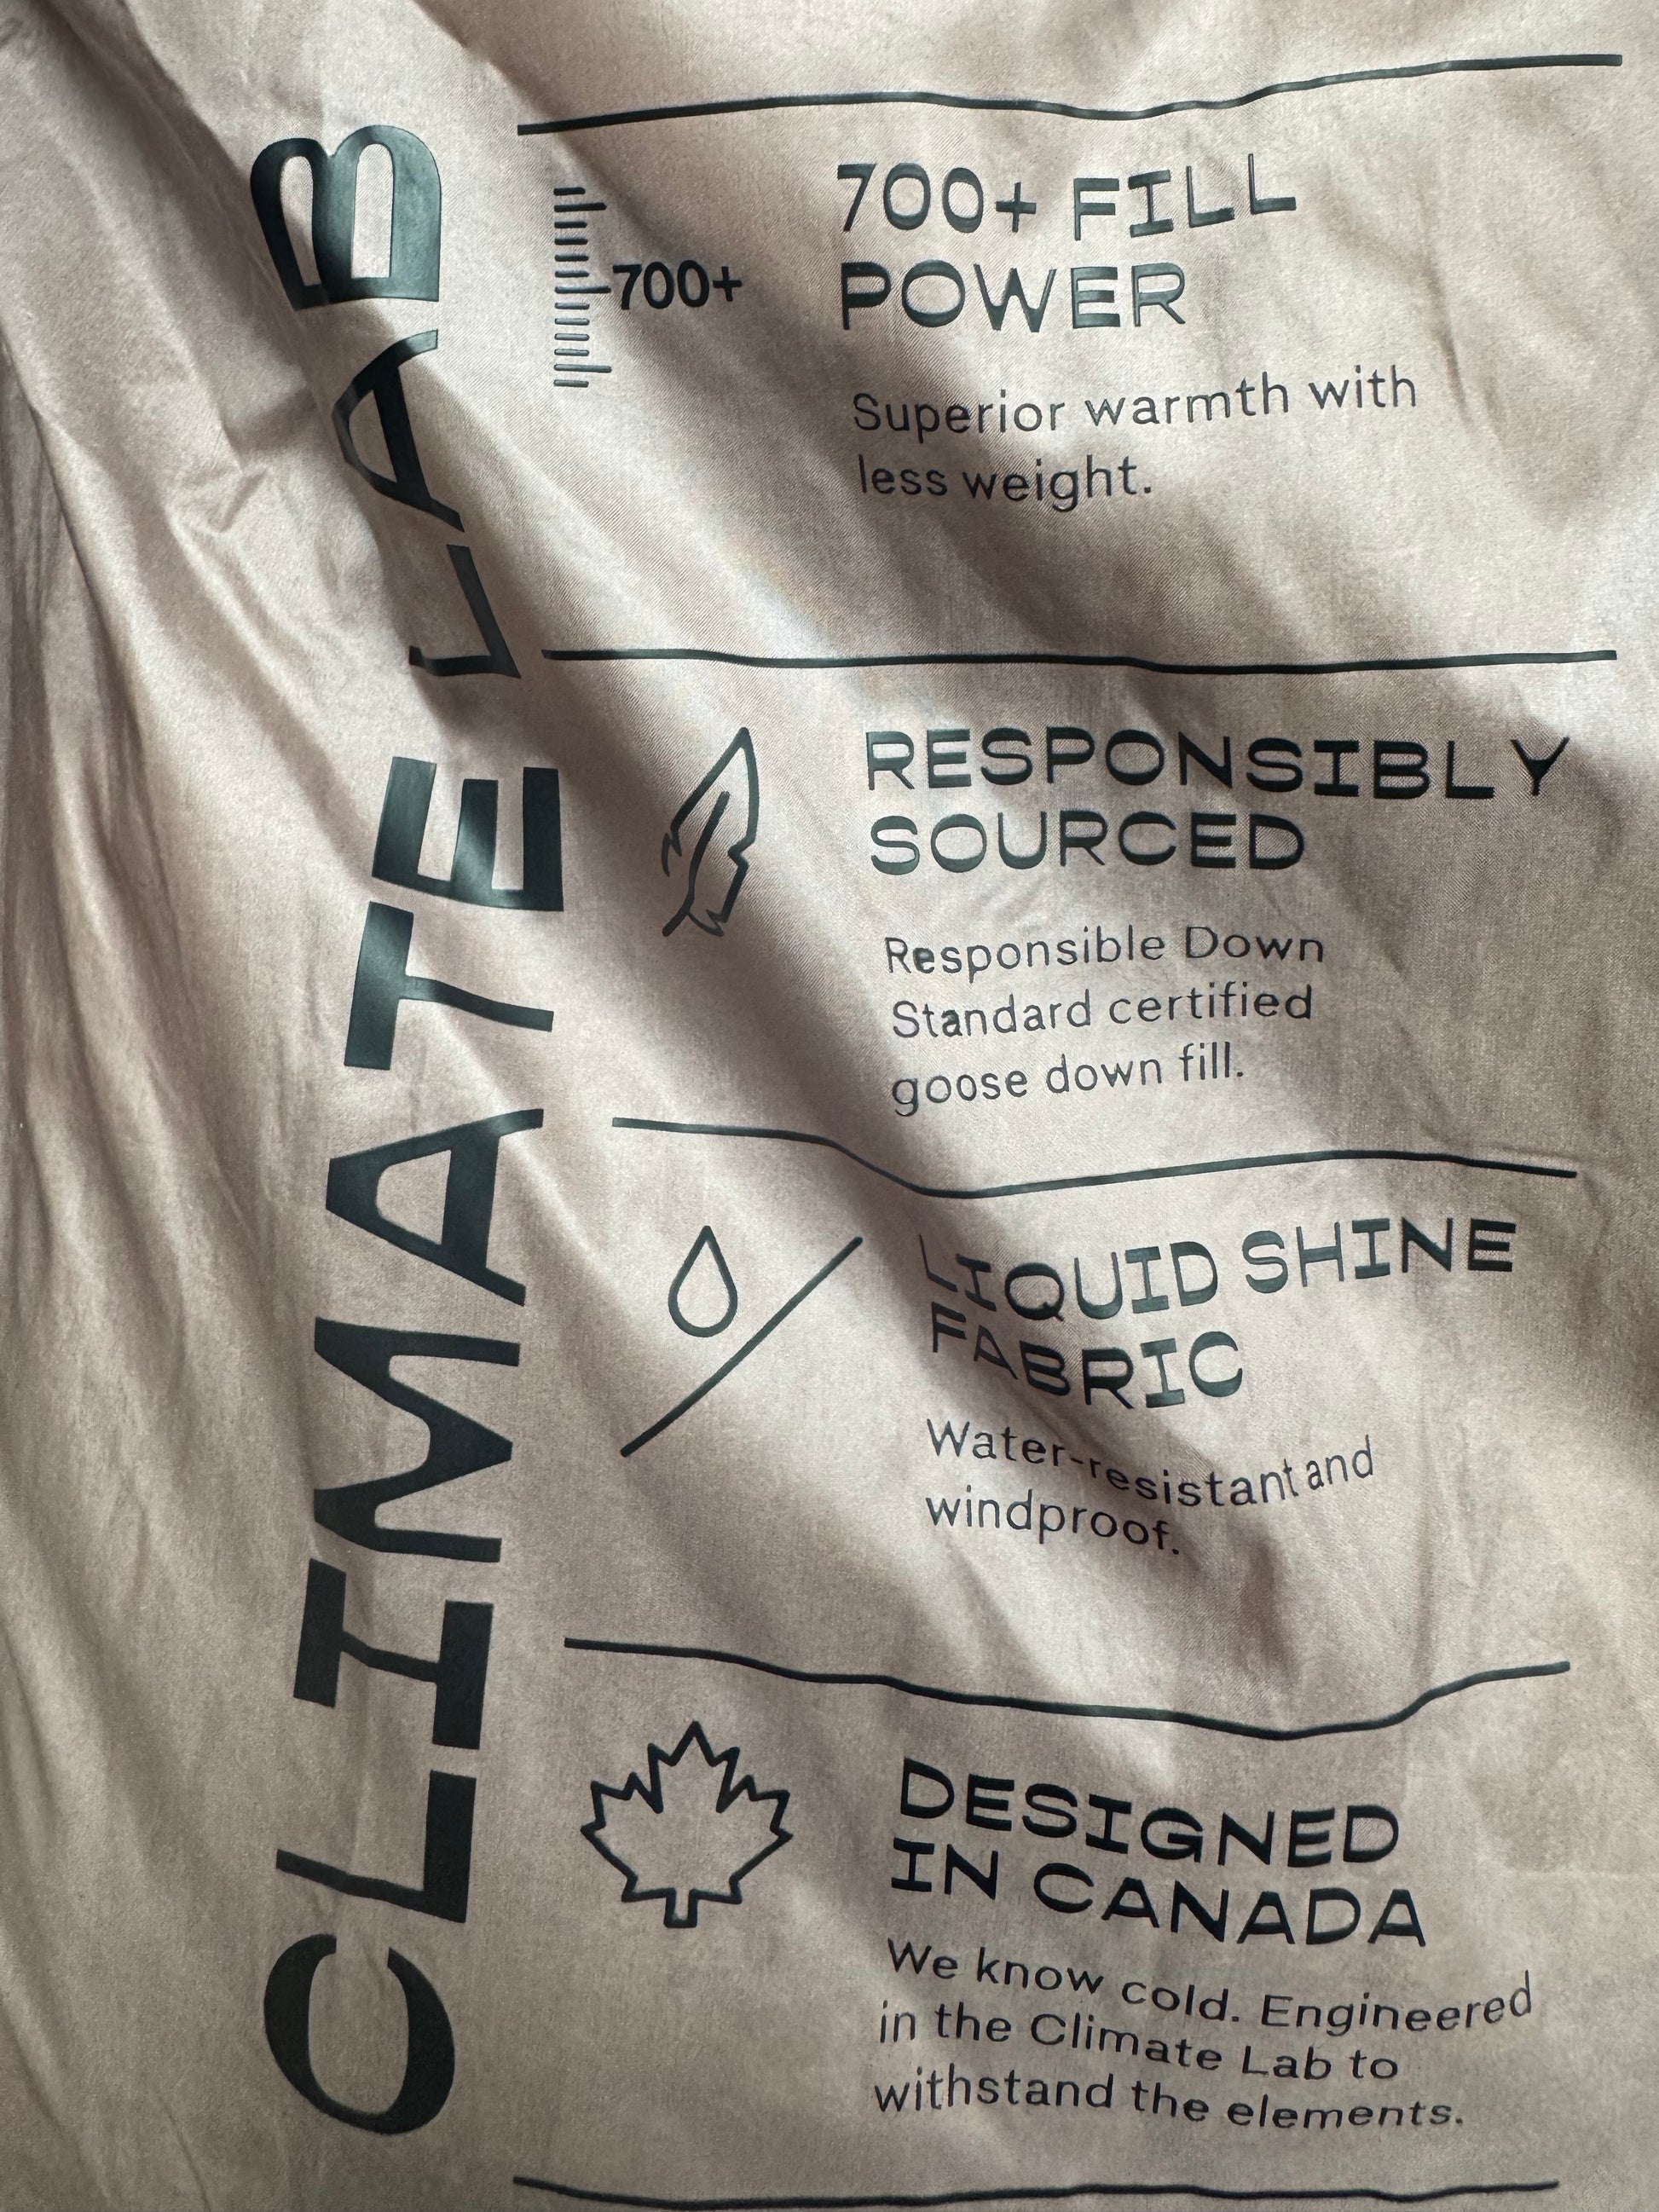 CLIMATE LAB
700+
700+ FILL
POWER
Superior warmth with
less weight.
RESPONSIBLY
SOURCED
Responsible Down
Standard certified
goose down fill.
LIQUID SHINE
FABRIC
Water-resistant and
windproof.
DESIGNED
IN CANADA
We know cold. Engineered
in the Climate Lab to
withstand the elements.